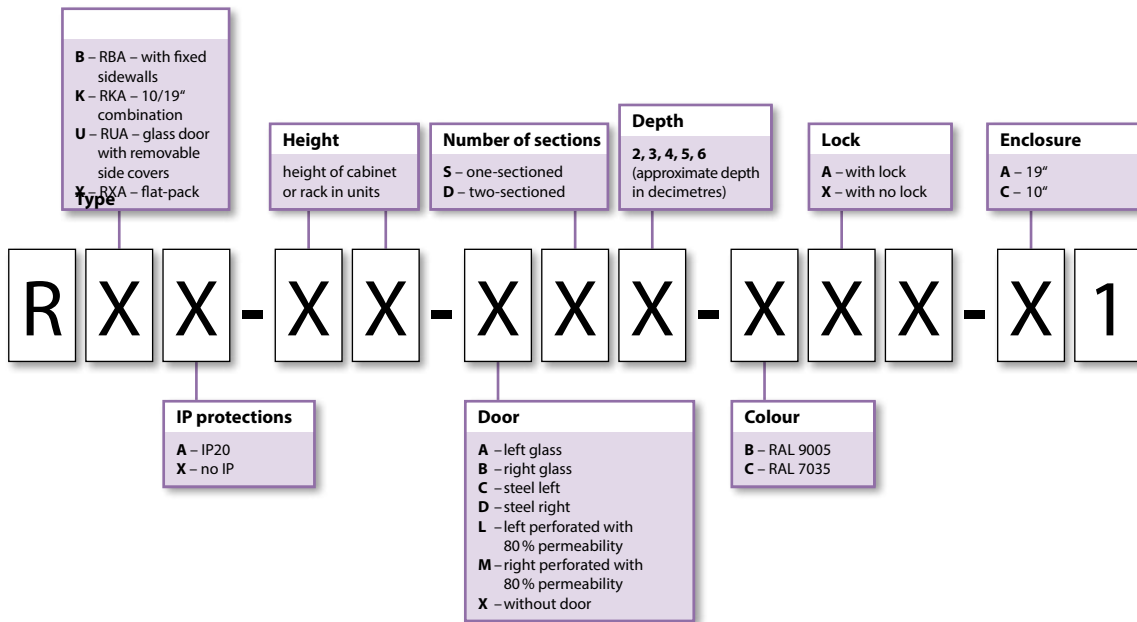 B – RBA – with fixed
sidewalls
K – RKA – 10/19“
combination
U – RUA – glass door
with removable
side covers
X – RXA – flat-pack
Type
Height
height of cabinet
or rack in units
Number of sections
S – one-sectioned
D – two-sectioned
Depth
2, 3, 4, 5, 6
(approximate depth
in decimetres)
Lock
A – with lock
X – with no lock
Enclosure
A – 19“
C – 10“
R X X - X X - X X X - X X X - X 1
IP protections
A – IP20
X – no IP
Door
A – left glass
B – right glass
C – steel left
D – steel right
L – left perforated with
80 % permeability
M – right perforated with
80 % permeability
X – without door
Colour
B – RAL 9005
C – RAL 7035